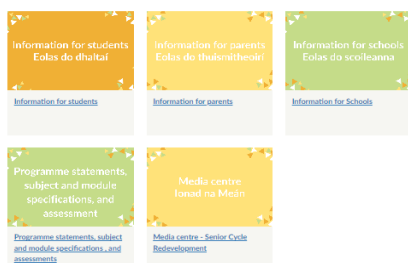 Information for students
Eolas do dhaltaí
Information for students
Information for parents
Eolas do thuismitheoirí
Information for parents
Information for schools
Eolas do scoileanna
Information for Schools
Programme statements,
subject and module
specifications, and
assessment
Programme statements, subject
and module specifications , and
assessments
Media centre
Ionad na Meán
Media centre - Senior Cycle
Redevelopment